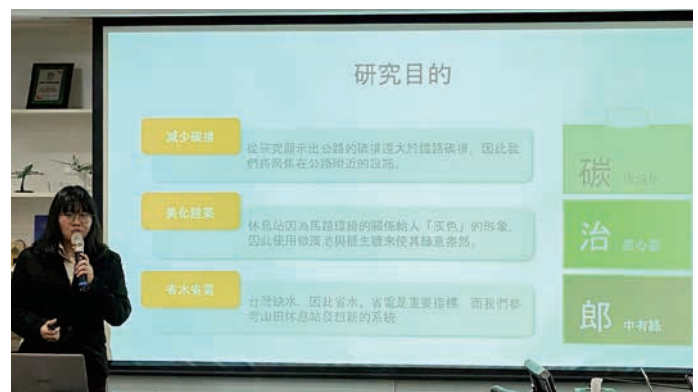 研究目的
減少碳排
從研究顯示出公路的碳排遠大於鐵路碳排，因此我
們將聚焦在公路附近的設施。
美化建築
休息站因為馬路環繞的關係給人「灰色」的形象，
因此使用微濕地與植生牆來使其綠意盎然。
省水省電
台灣缺水，因此省水、省電是重要指標，而我們參
考山田休息站發想新的系統
碳
治
郎 中有綠